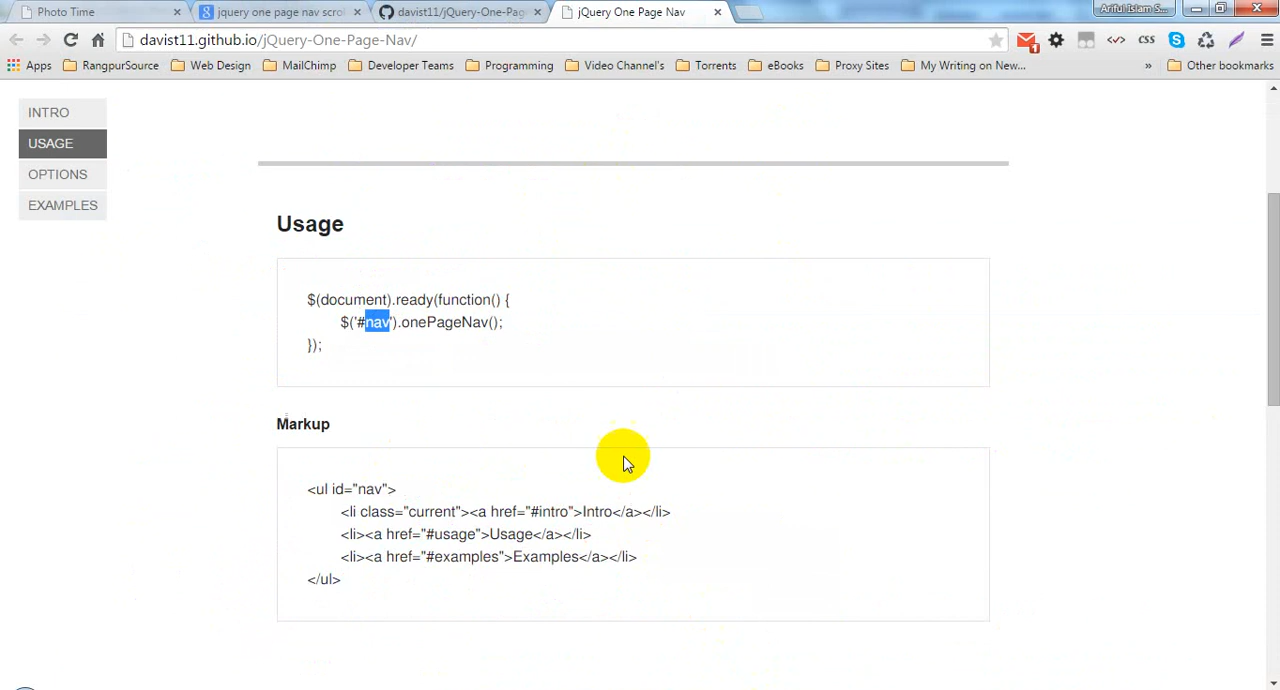 Photo Time
jquery one page nav scrol
davist11/jQuery-One-Pag
jQuery One Page Nav
Ariful Islam S...
davist11.github.io/jQuery-One-Page-Nav/
1
CSS
Apps
RangpurSource
Web Design
MailChimp
Developer Teams
Programming
Video Channel's
Torrents
eBooks
Proxy Sites
My Writing on New...
»
Other bookmarks
INTRO
USAGE
OPTIONS
EXAMPLES
Usage
$(document).ready(function() {
$('#nav').onePageNav();
});
Markup
<ul id="nav">
<li class="current"><a href="#intro">Intro</a></li>
<li><a href="#usage">Usage</a></li>
<li><a href="#examples">Examples</a></li>
</ul>